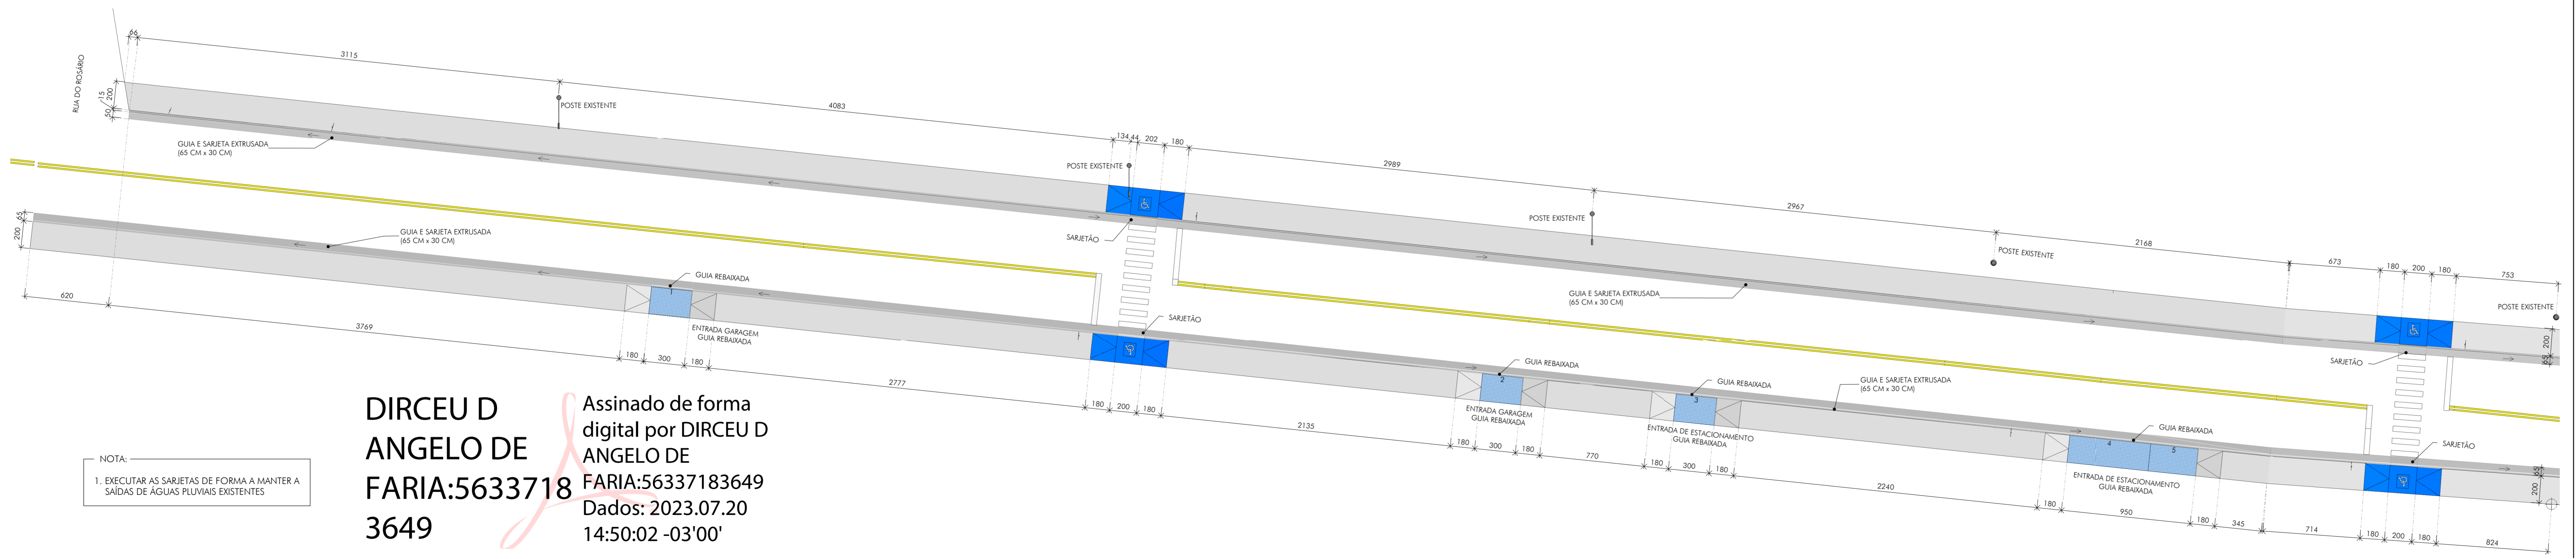 RUA DO ROSÁRIO
66
3115
4083
134,44
202
180
2989
2967
2168
673
180
200
180
753
200
15
50
POSTE EXISTENTE
GUIA E SARJETA EXTRUSADA
(65 CM x 30 CM)
POSTE EXISTENTE
SARJETÃO
POSTE EXISTENTE
GUIA E SARJETA EXTRUSADA
(65 CM x 30 CM)
POSTE EXISTENTE
POSTE EXISTENTE
SARJETÃO
200
65
65
200
GUIA E SARJETA EXTRUSADA
(65 CM x 30 CM)
GUIA REBAIXADA
1
ENTRADA GARAGEM
GUIA REBAIXADA
SARJETÃO
GUIA REBAIXADA
2
ENTRADA GARAGEM
GUIA REBAIXADA
GUIA REBAIXADA
3
ENTRADA DE ESTACIONAMENTO
GUIA REBAIXADA
GUIA E SARJETA EXTRUSADA
(65 CM x 30 CM)
GUIA REBAIXADA
4
5
ENTRADA DE ESTACIONAMENTO
GUIA REBAIXADA
SARJETÃO
65
200
620
3769
180
300
180
2777
180
200
180
2135
180
300
180
770
180
300
180
2240
180
950
180
345
714
180
200
180
824
NOTA:
1. EXECUTAR AS SARJETAS DE FORMA A MANTER A
SAÍDAS DE ÁGUAS PLUVIAIS EXISTENTES
DIRCEU D
ANGELO DE
FARIA:5633718
3649
Assinado de forma
digital por DIRCEU D
ANGELO DE
FARIA:56337183649
Dados: 2023.07.20
14:50:02 -03'00'